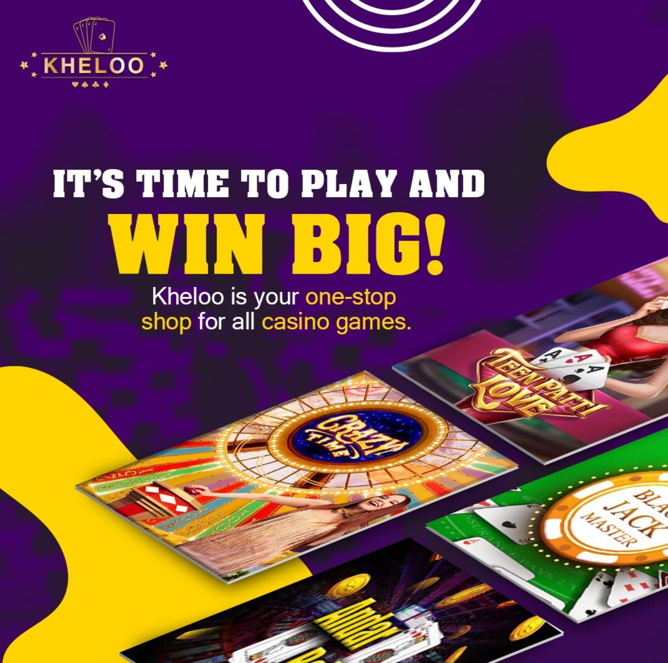 KHELOO
IT'S TIME TO PLAY AND
WIN BIG!
Kheloo is your one-stop
shop for all casino games.
TEEN PATTI
LOVE
CRAZY
TIME
JACK
MASTER
Andar